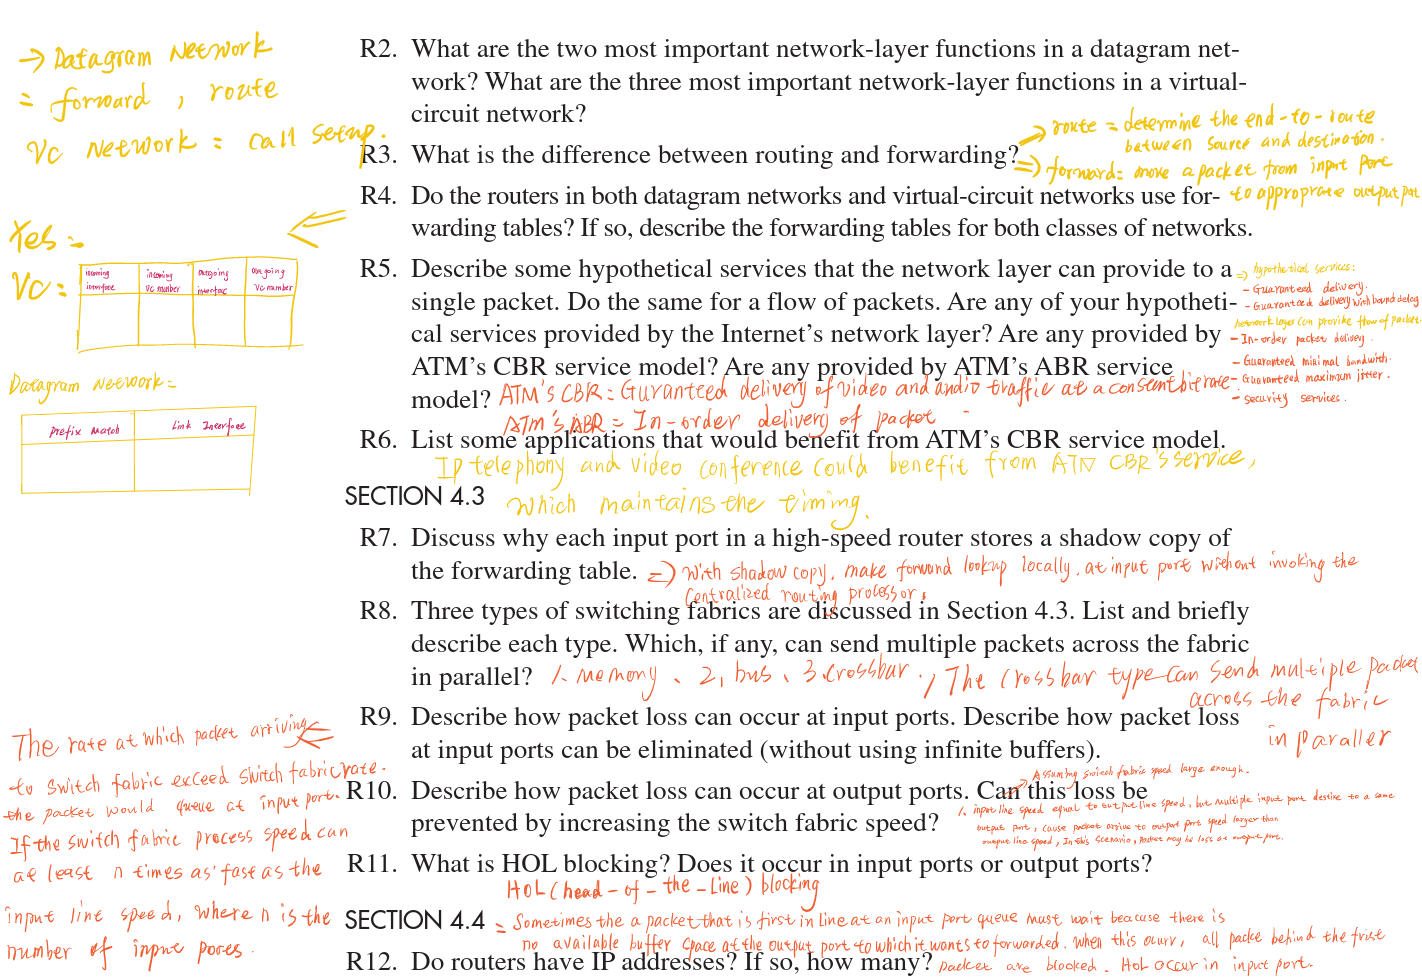 → Datagram Network
= forward , route
VC Network = call setup.
R2. What are the two most important network-layer functions in a datagram net-
work? What are the three most important network-layer functions in a virtual-
circuit network?
R3. What is the difference between routing and forwarding?
⇒ route = determine the end-to-route
between source and destination.
⇒ forward = move a packet from input port
to approprate output port
R4. Do the routers in both datagram networks and virtual-circuit networks use for-
warding tables? If so, describe the forwarding tables for both classes of networks.
Yes =
VC =
incoming interface
incoming VC number
outgoing interfac
outgoing VC number
Datagram Network =
Prefix Match
Link Inerface
R5. Describe some hypothetical services that the network layer can provide to a
single packet. Do the same for a flow of packets. Are any of your hypotheti-
cal services provided by the Internet's network layer? Are any provided by
ATM's CBR service model? Are any provided by ATM's ABR service
model?
⇒ hypothetical services:
- Guaranteed delivery.
- Guaranteed delivery with bound delay
Network layer can provide flow of packet.
- In-order packet delivey.
- Guaranteed minimal bandwith.
- Guaranteed maximum jitter.
- security services.
ATM's CBR = Guranteed delivery of video and audio traffic at a consent bit rate
ATM's ABR = In-order delivery of packet
R6. List some applications that would benefit from ATM's CBR service model.
IP telephony and video conference could benefit from ATM CBR's service,
which maintains the timing.
SECTION 4.3
R7. Discuss why each input port in a high-speed router stores a shadow copy of
the forwarding table.
⇒ With shadow copy, make forward lookup locally, at input port without invoking the
centralized routing processor.
R8. Three types of switching fabrics are discussed in Section 4.3. List and briefly
describe each type. Which, if any, can send multiple packets across the fabric
in parallel?
1. memory、2, bus、3. crossbar. , The crossbar type can send multiple packet
across the fabric
in paraller
R9. Describe how packet loss can occur at input ports. Describe how packet loss
at input ports can be eliminated (without using infinite buffers).
The rate at which packet arriving
to switch fabric exceed switch fabric rate.
the packet would queue at input port.
If the switch fabric process speed can
at least n times as fast as the
input line speed, where n is the
number of input pores.
R10. Describe how packet loss can occur at output ports. Can this loss be
prevented by increasing the switch fabric speed?
Assuming switch fabric speed large enough.
1. input line speed equal to output line speed, but multiple input port destine to a same
output port, cause packet arrive to output port speed larger than
output line speed, In this scenario, Packet may be loss at output port.
R11. What is HOL blocking? Does it occur in input ports or output ports?
HOL (head-of-the-Line) blocking
= Sometimes the a packet that is first in line at an input port queue must wait beacuse there is
no available buffer space at the output port to which it wants to forwarded. When this ocurr, all packe behind the frist
packet are blocked. HOL occur in input port.
SECTION 4.4
R12. Do routers have IP addresses? If so, how many?